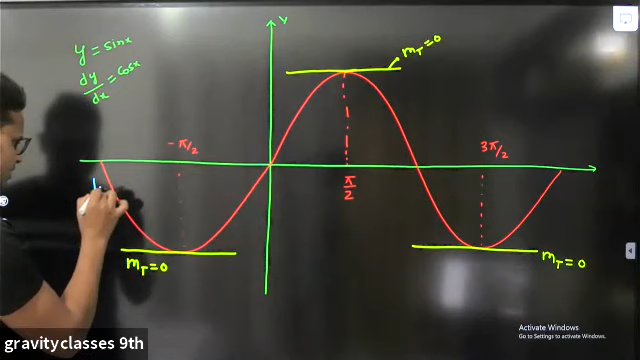 y = sinx
dy/dx = cosx
y
m_T = 0
-π/2
3π/2
π/2
m_T = 0
m_T = 0
Activate Windows
Go to Settings to activate Windows.
gravityclasses 9th